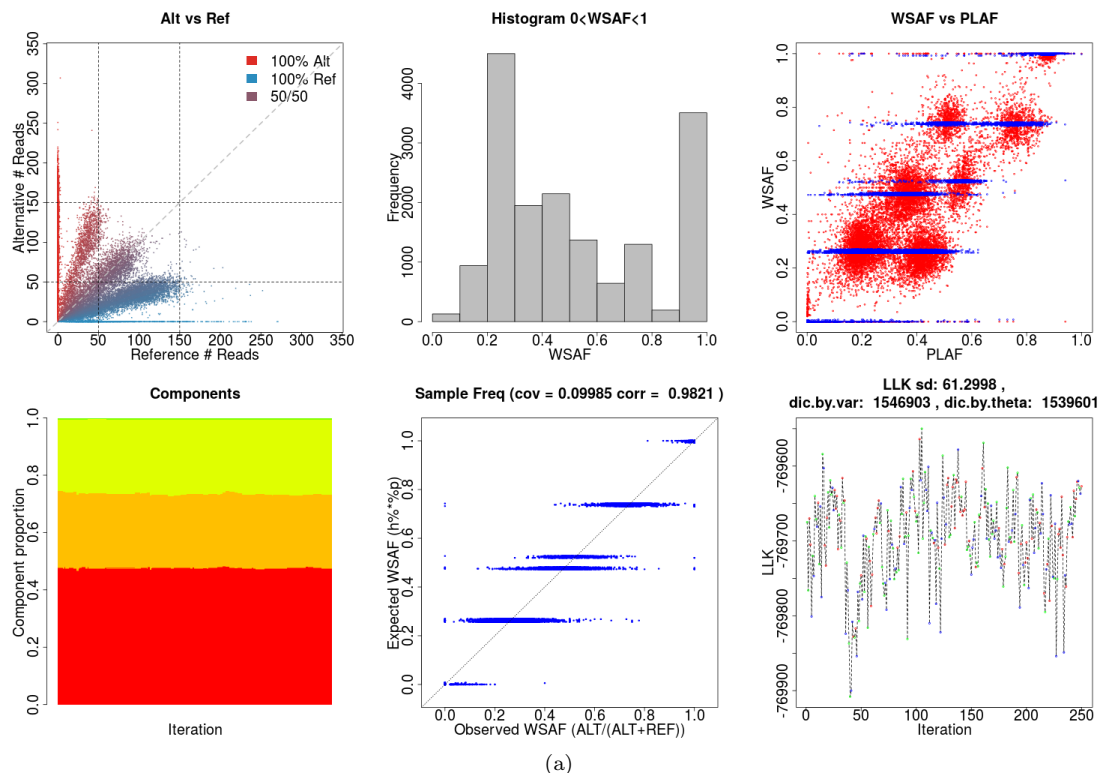 Alt vs Ref
350
300
250
200
150
100
50
0
Alternative # Reads
100% Alt
100% Ref
50/50
0 50 100 150 200 250 300 350
Reference # Reads
Histogram 0<WSAF<1
4000
3000
2000
1000
0
Frequency
0.0 0.2 0.4 0.6 0.8 1.0
WSAF
WSAF vs PLAF
1.0
0.8
0.6
0.4
0.2
0.0
WSAF
0.0 0.2 0.4 0.6 0.8 1.0
PLAF
Components
1.0
0.8
0.6
0.4
0.2
0.0
Component proportion
Iteration
Sample Freq (cov = 0.09985 corr = 0.9821 )
1.0
0.8
0.6
0.4
0.2
0.0
Expected WSAF (h%*%p)
0.0 0.2 0.4 0.6 0.8 1.0
Observed WSAF (ALT/(ALT+REF))
LLK sd: 61.2998 ,
dic.by.var: 1546903 , dic.by.theta: 1539601
-769600
-769700
-769800
-769900
LLK
0 50 100 150 200 250
Iteration
(a)